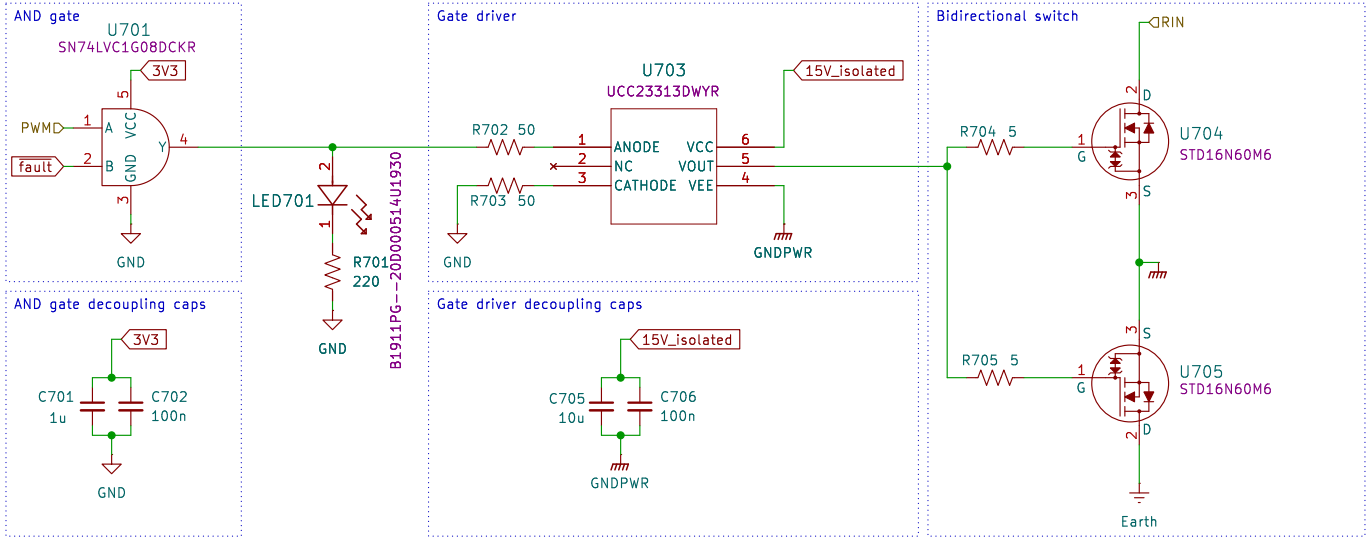 AND gate
U701
SN74LVC1G08DCKR
3V3
5
VCC
PWM
1
A
fault
2
B
Y
4
GND
3
GND
2
LED701
1
R701
220
GND
B1911PG--20D000514U1930
Gate driver
U703
UCC23313DWYR
15V_isolated
R702 50
1
ANODE
2
NC
3
CATHODE
R703 50
GND
VCC
6
VOUT
5
VEE
4
GNDPWR
Bidirectional switch
RIN
2
D
R704 5
1
G
U704
STD16N60M6
3
S
3
S
R705 5
1
G
U705
STD16N60M6
2
D
Earth
AND gate decoupling caps
3V3
C701
1u
C702
100n
GND
Gate driver decoupling caps
15V_isolated
C705
10u
C706
100n
GNDPWR